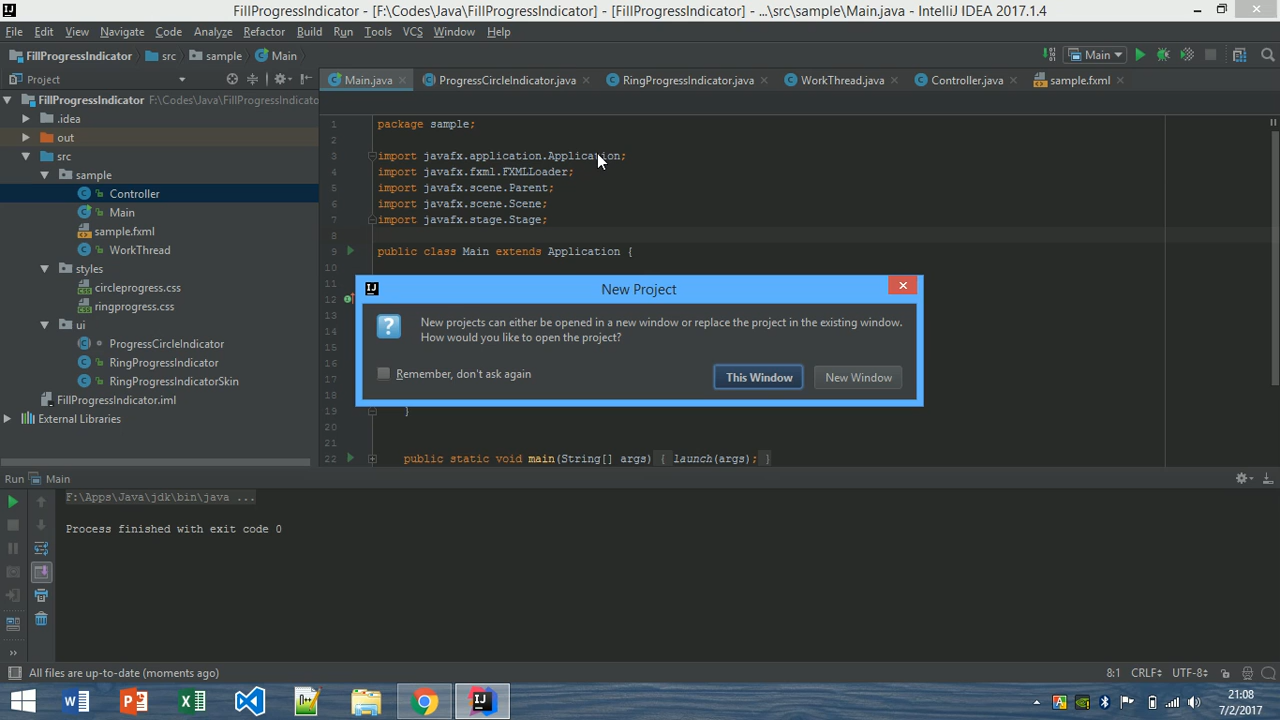 FillProgressIndicator - [F:\Codes\Java\FillProgressIndicator] - [FillProgressIndicator] - ...\src\sample\Main.java - IntelliJ IDEA 2017.1.4
File Edit View Navigate Code Analyze Refactor Build Run Tools VCS Window Help
FillProgressIndicator src sample Main
Main
Project
Main.java ProgressCircleIndicator.java RingProgressIndicator.java WorkThread.java Controller.java sample.fxml
FillProgressIndicator F:\Codes\Java\FillProgressIndicato
.idea
out
src
sample
Controller
Main
sample.fxml
WorkThread
styles
circleprogress.css
ringprogress.css
ui
ProgressCircleIndicator
RingProgressIndicator
RingProgressIndicatorSkin
FillProgressIndicator.iml
External Libraries
1 package sample;
2
3 import javafx.application.Application;
4 import javafx.fxml.FXMLLoader;
5 import javafx.scene.Parent;
6 import javafx.scene.Scene;
7 import javafx.stage.Stage;
8
9 public class Main extends Application {
10
11
12
13
14
15
16
17
18
19 }
20
21
22 public static void main(String[] args) { launch(args); }
New Project
New projects can either be opened in a new window or replace the project in the existing window.
How would you like to open the project?
Remember, don't ask again
This Window New Window
Run Main
F:\Apps\Java\jdk\bin\java ...
Process finished with exit code 0
All files are up-to-date (moments ago)
8:1 CRLF UTF-8
21:08
7/2/2017